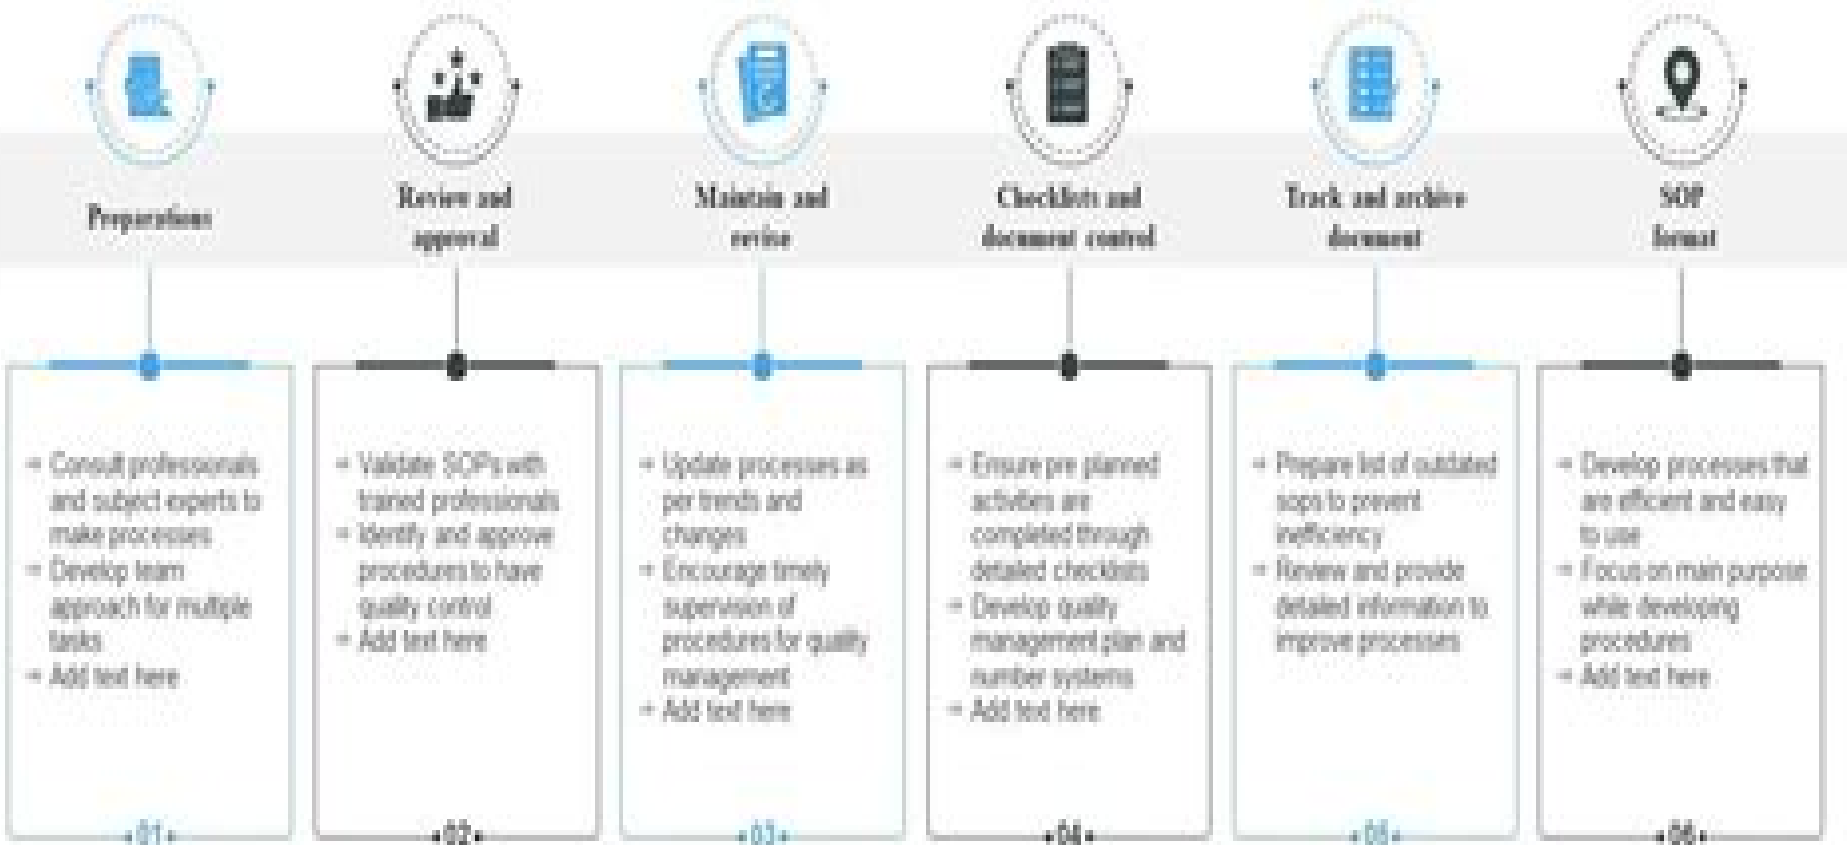 Preparations
Review and
approval
Maintain and
revise
Checklists and
document control
Track and archive
document
SOP
format
Consult professionals
and subject experts to
make processes
Develop team
approach for multiple
tasks
Add text here
01
Validate SOPs with
trained professionals
Identify and approve
procedures to have
quality control
Add text here
02
Update processes as
per trends and
changes
Encourage timely
supervision of
procedures for quality
management
Add text here
03
Ensure pre planned
activities are
completed through
detailed checklists
Develop quality
management plan and
number systems
Add text here
04
Prepare list of outdated
sops to prevent
inefficiency
Review and provide
detailed information to
improve processes
05
Develop processes that
are efficient and easy
to use
Focus on main purpose
while developing
procedures
Add text here
06